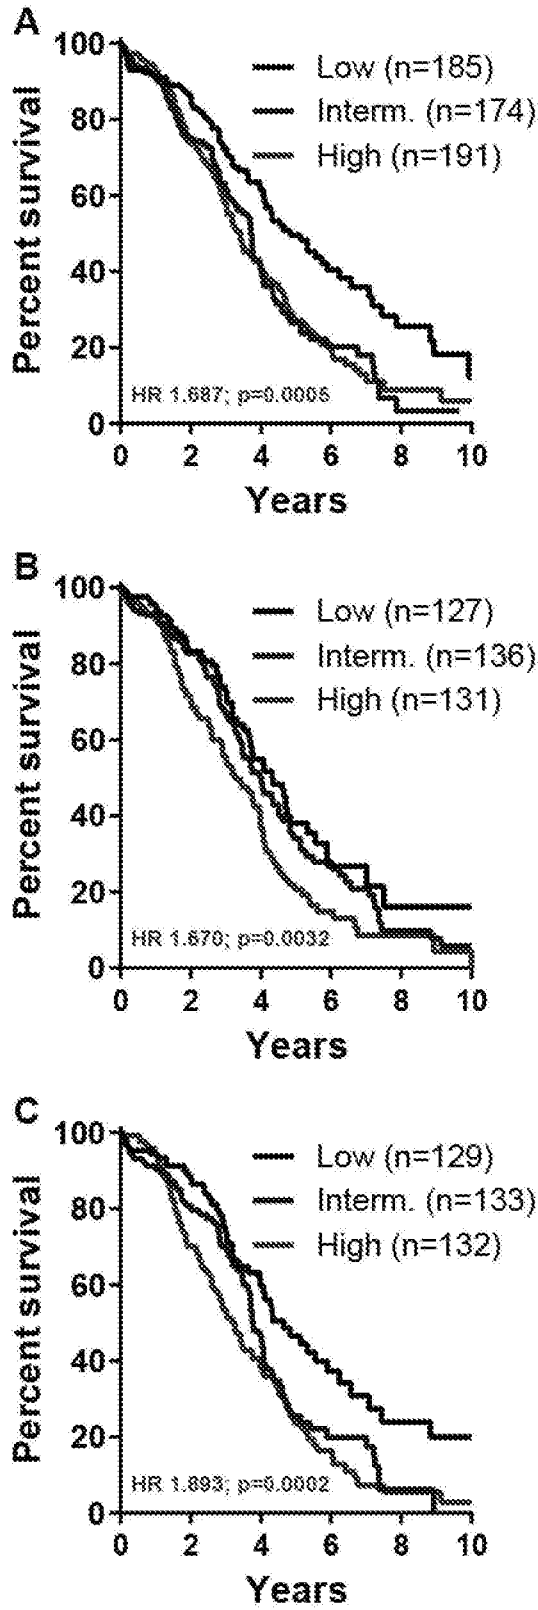 A
100
80
60
40
20
0
Percent survival
Low (n=185)
Interm. (n=174)
High (n=191)
HR 1.687; p=0.0005
0 2 4 6 8 10
Years
B
100
80
60
40
20
0
Percent survival
Low (n=127)
Interm. (n=136)
High (n=131)
HR 1.670; p=0.0032
0 2 4 6 8 10
Years
C
100
80
60
40
20
0
Percent survival
Low (n=129)
Interm. (n=133)
High (n=132)
HR 1.893; p=0.0002
0 2 4 6 8 10
Years